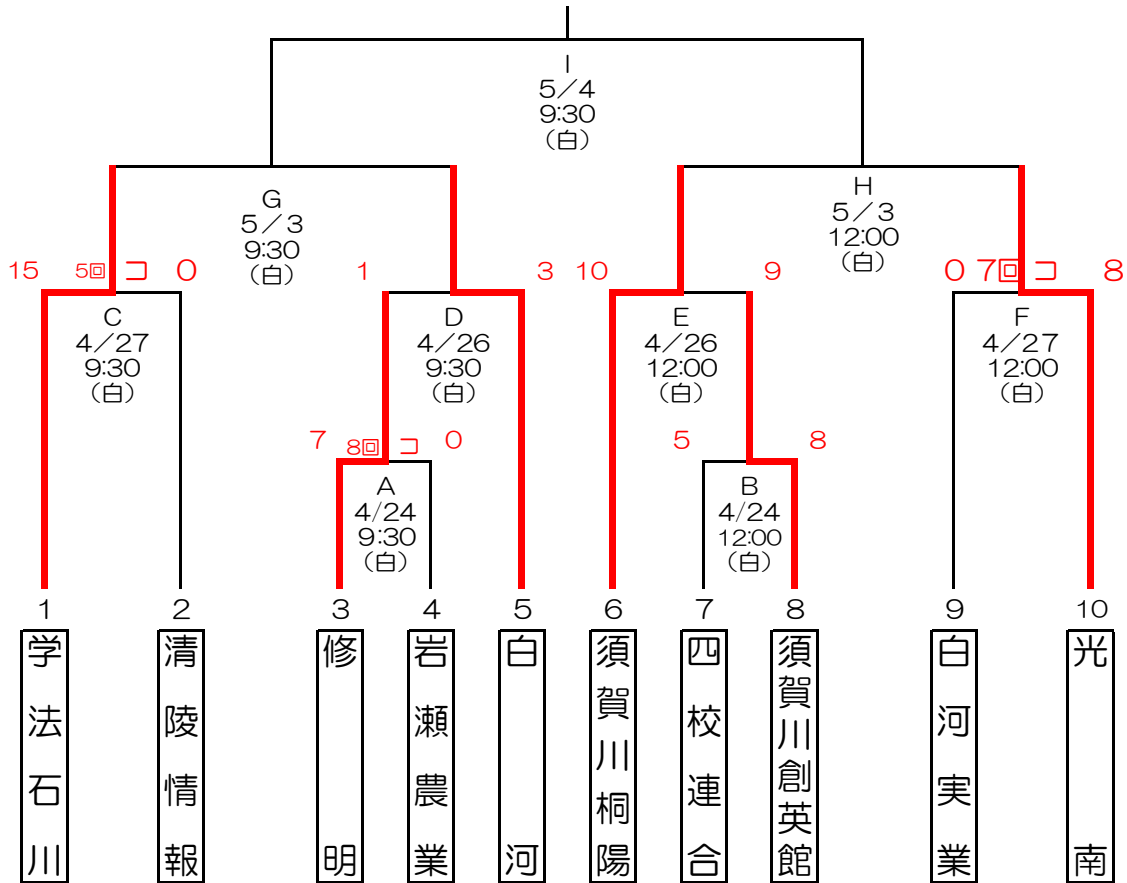 I
5/4
9:30
(白)
G
5/3
9:30
(白)
H
5/3
12:00
(白)
15 5回 コ 0
1 3
10 9
0 7回 コ 8
C
4/27
9:30
(白)
D
4/26
9:30
(白)
E
4/26
12:00
(白)
F
4/27
12:00
(白)
7 8回 コ 0
5 8
A
4/24
9:30
(白)
B
4/24
12:00
(白)
1
学法石川
2
清陵情報
3
修明
4
岩瀬農業
5
白河
6
須賀川桐陽
7
四校連合
8
須賀川創英館
9
白河実業
10
光南